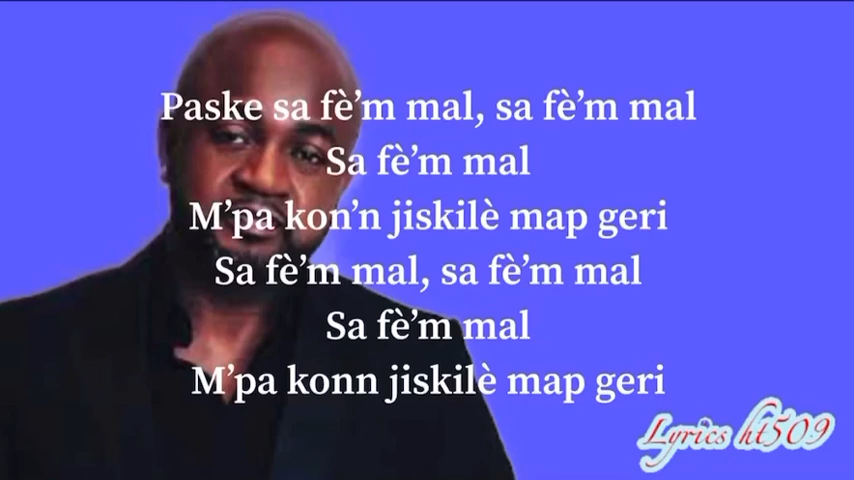 Paske sa fè’m mal, sa fè’m mal
Sa fè’m mal
M’pa kon’n jiskilè map geri
Sa fè’m mal, sa fè’m mal
Sa fè’m mal
M’pa konn jiskilè map geri
Lyrics ht509